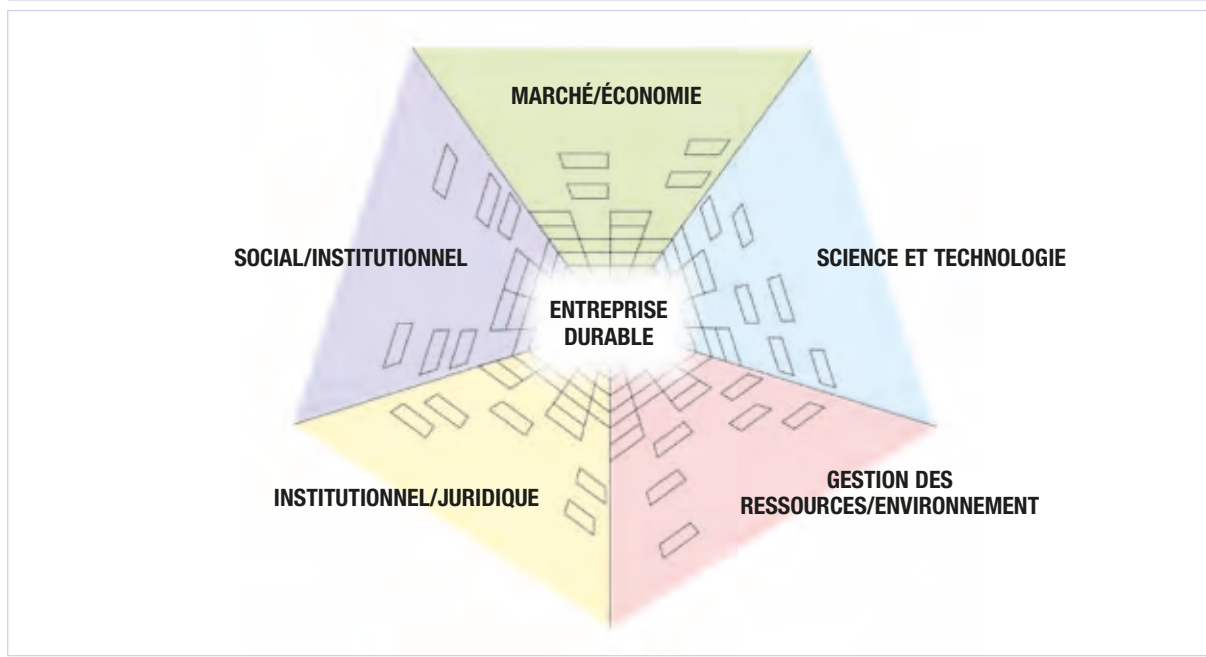 MARCHÉ/ÉCONOMIE
SOCIAL/INSTITUTIONNEL
SCIENCE ET TECHNOLOGIE
ENTREPRISE
DURABLE
INSTITUTIONNEL/JURIDIQUE
GESTION DES
RESSOURCES/ENVIRONNEMENT